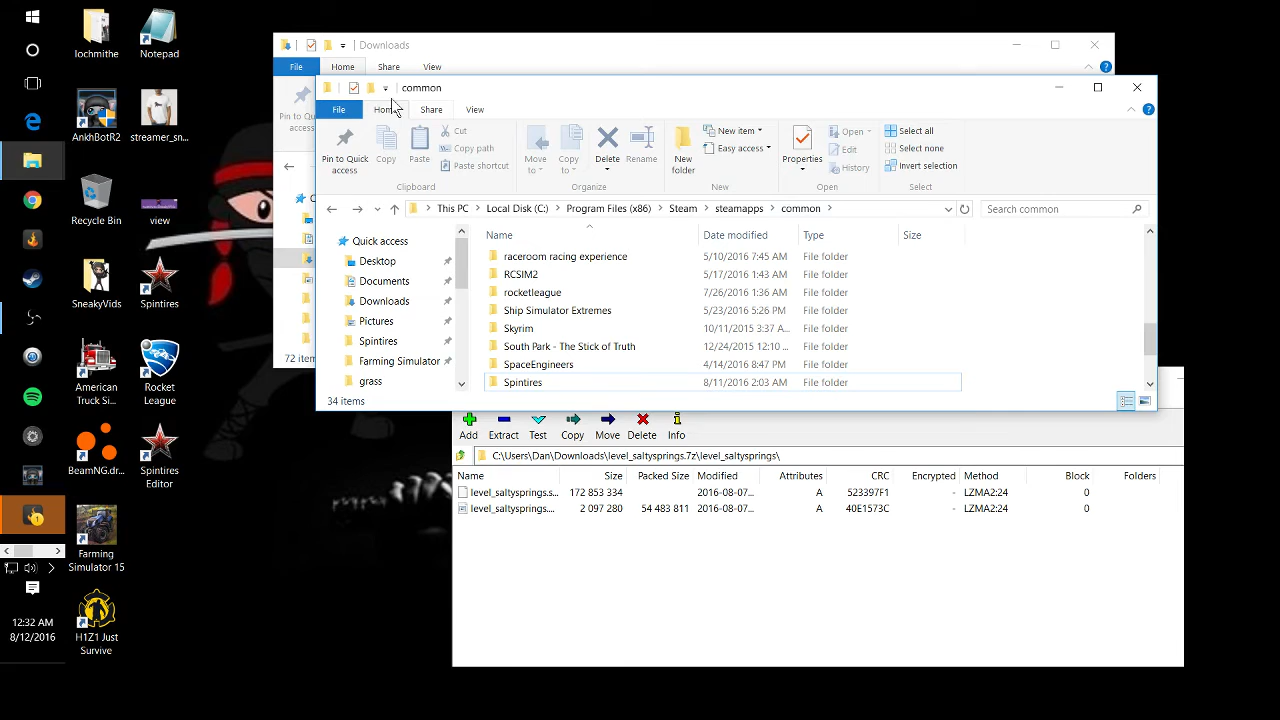 lochmithe
Notepad
AnkhBotR2
streamer_sn...
Recycle Bin
view
SneakyVids
Spintires
American
Truck Si...
Rocket
League
BeamNG.dr...
Spintires
Editor
Farming
Simulator 15
H1Z1 Just
Survive
12:32 AM
8/12/2016
Downloads
File
Home
Share
View
Pin to Quick
access
72 item
common
File
Home
Share
View
Pin to Quick
access
Copy
Paste
Cut
Copy path
Paste shortcut
Clipboard
Move
to
Copy
to
Delete
Rename
Organize
New
folder
New item
Easy access
New
Properties
Open
Edit
History
Open
Select all
Select none
Invert selection
Select
This PC
Local Disk (C:)
Program Files (x86)
Steam
steamapps
common
Search common
Quick access
Desktop
Documents
Downloads
Pictures
Spintires
Farming Simulator
grass
Name Date modified Type Size
raceroom racing experience 5/10/2016 7:45 AM File folder
RCSIM2 5/17/2016 1:43 AM File folder
rocketleague 7/26/2016 1:36 AM File folder
Ship Simulator Extremes 5/23/2016 5:26 PM File folder
Skyrim 10/11/2015 3:37 A... File folder
South Park - The Stick of Truth 12/24/2015 12:10 ... File folder
SpaceEngineers 4/14/2016 8:47 PM File folder
Spintires 8/11/2016 2:03 AM File folder
34 items
Add Extract Test Copy Move Delete Info
C:\Users\Dan\Downloads\level_saltysprings.7z\level_saltysprings\
Name Size Packed Size Modified Attributes CRC Encrypted Method Block Folders
level_saltysprings.s... 172 853 334 2016-08-07... A 523397F1 - LZMA2:24 0
level_saltysprings.... 2 097 280 54 483 811 2016-08-07... A 40E1573C - LZMA2:24 0